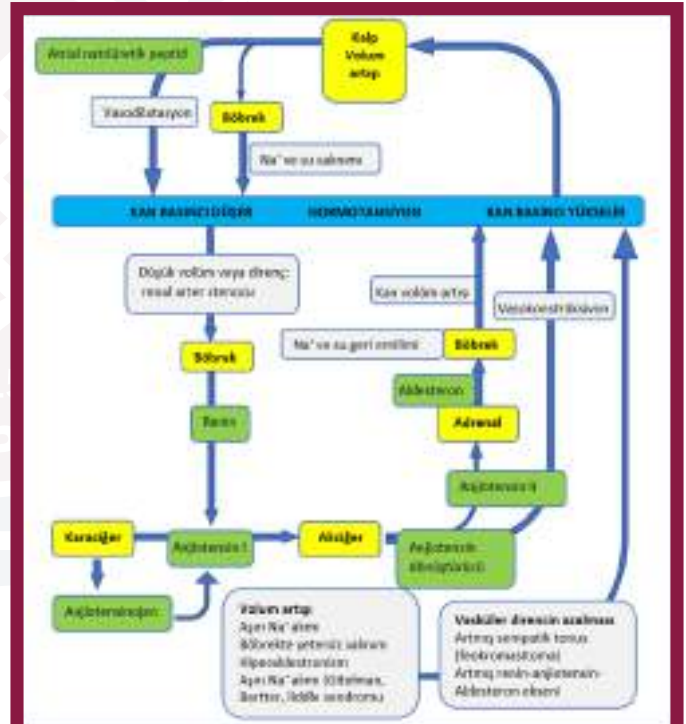 Kalp
Volum
artışı
Atrial natriüretik peptid
Vazodilatasyon
Böbrek
Na⁺ ve su salınımı
KAN BASINCI DÜŞER NORMOTANSİYON KAN BASINCI YÜKSELİR
Düşük volüm veya direnç:
renal arter stenozu
Kan volüm artışı
Vazokonstriksiyon
Böbrek
Na⁺ ve su geri emilimi
Böbrek
Renin
Aldesteron
Adrenal
Anjiotensin II
Karaciğer
Anjiotensin I
Akciğer
Anjiotensin
dönüştürücü
Anjiotensinojen
Volum artışı
Aşırı Na⁺ alımı
Böbrekte yetersiz salınım
Aşırı Na⁺ alımı (Gitelman,
Bartter, liddle sendromu
Vasküler direncin azalması
Artmış sempatik tonus
(feokromasitoma)
Artmış renin-anjiotensin-
Aldesteron ekseni